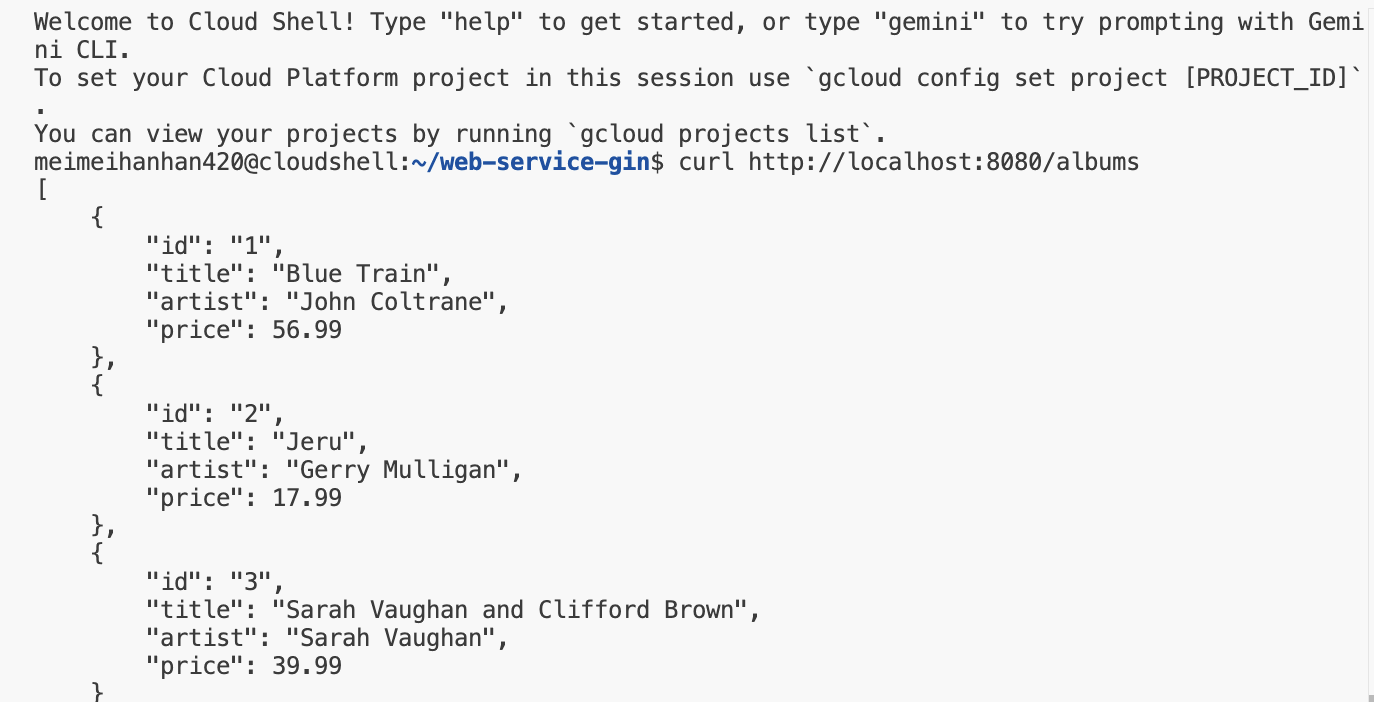 Welcome to Cloud Shell! Type "help" to get started, or type "gemini" to try prompting with Gemi
ni CLI.
To set your Cloud Platform project in this session use `gcloud config set project [PROJECT_ID]`
.
You can view your projects by running `gcloud projects list`.
meimeihanhan420@cloudshell:~/web-service-gin$ curl http://localhost:8080/albums
[
    {
        "id": "1",
        "title": "Blue Train",
        "artist": "John Coltrane",
        "price": 56.99
    },
    {
        "id": "2",
        "title": "Jeru",
        "artist": "Gerry Mulligan",
        "price": 17.99
    },
    {
        "id": "3",
        "title": "Sarah Vaughan and Clifford Brown",
        "artist": "Sarah Vaughan",
        "price": 39.99
    }